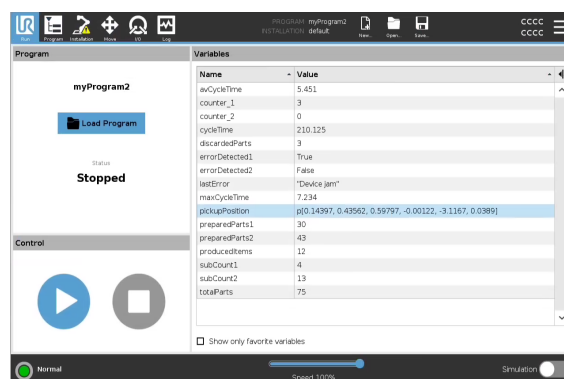 UR
PROGRAM myProgram2
INSTALLATION default
CCCC
CCCC
Run Program Installation Move I/O Log
New... Open... Save...
Program
Variables
myProgram2
Load Program
Status
Stopped
Control
Name Value
avCycleTime 5.451
counter_1 3
counter_2 0
cycleTime 210.125
discardedParts 3
errorDetected1 True
errorDetected2 False
lastError "Device jam"
maxCycleTime 7.234
pickupPosition p[0.14397, 0.43562, 0.59797, -0.00122, -3.1167, 0.0389]
preparedParts1 30
preparedParts2 43
producedItems 12
subCount1 4
subCount2 13
totalParts 75
Show only favorite variables
Normal
Speed 100%
Simulation